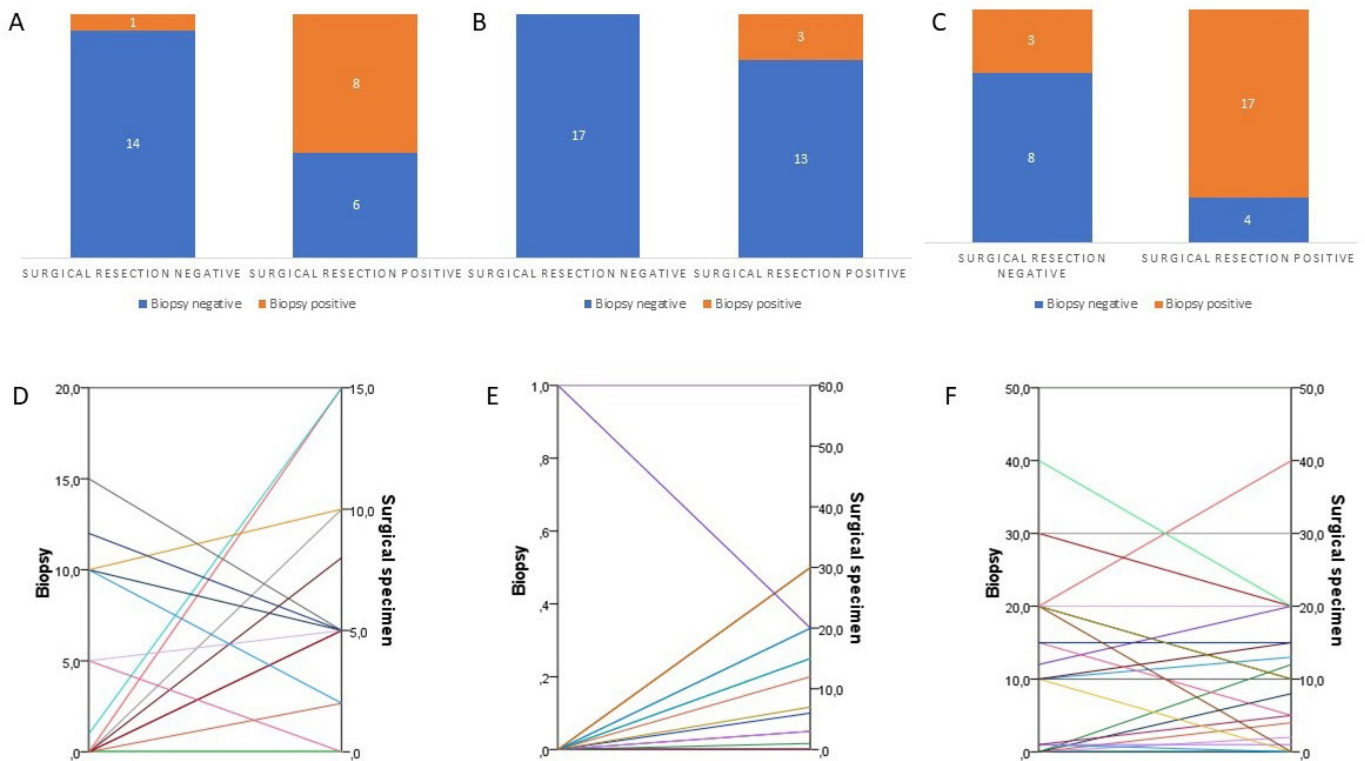 A
1
14
8
6
SURGICAL RESECTION NEGATIVE
SURGICAL RESECTION POSITIVE
Biopsy negative
Biopsy positive
B
17
3
13
SURGICAL RESECTION NEGATIVE
SURGICAL RESECTION POSITIVE
Biopsy negative
Biopsy positive
C
3
8
17
4
SURGICAL RESECTION
NEGATIVE
SURGICAL RESECTION POSITIVE
Biopsy negative
Biopsy positive
D
20,0
15,0
10,0
5,0
,0
Biopsy
15,0
10,0
5,0
,0
Surgical specimen
E
1,0
,8
,6
,4
,2
,0
Biopsy
60,0
50,0
40,0
30,0
20,0
10,0
,0
Surgical specimen
F
50,0
40,0
30,0
20,0
10,0
,0
Biopsy
50,0
40,0
30,0
20,0
10,0
,0
Surgical specimen